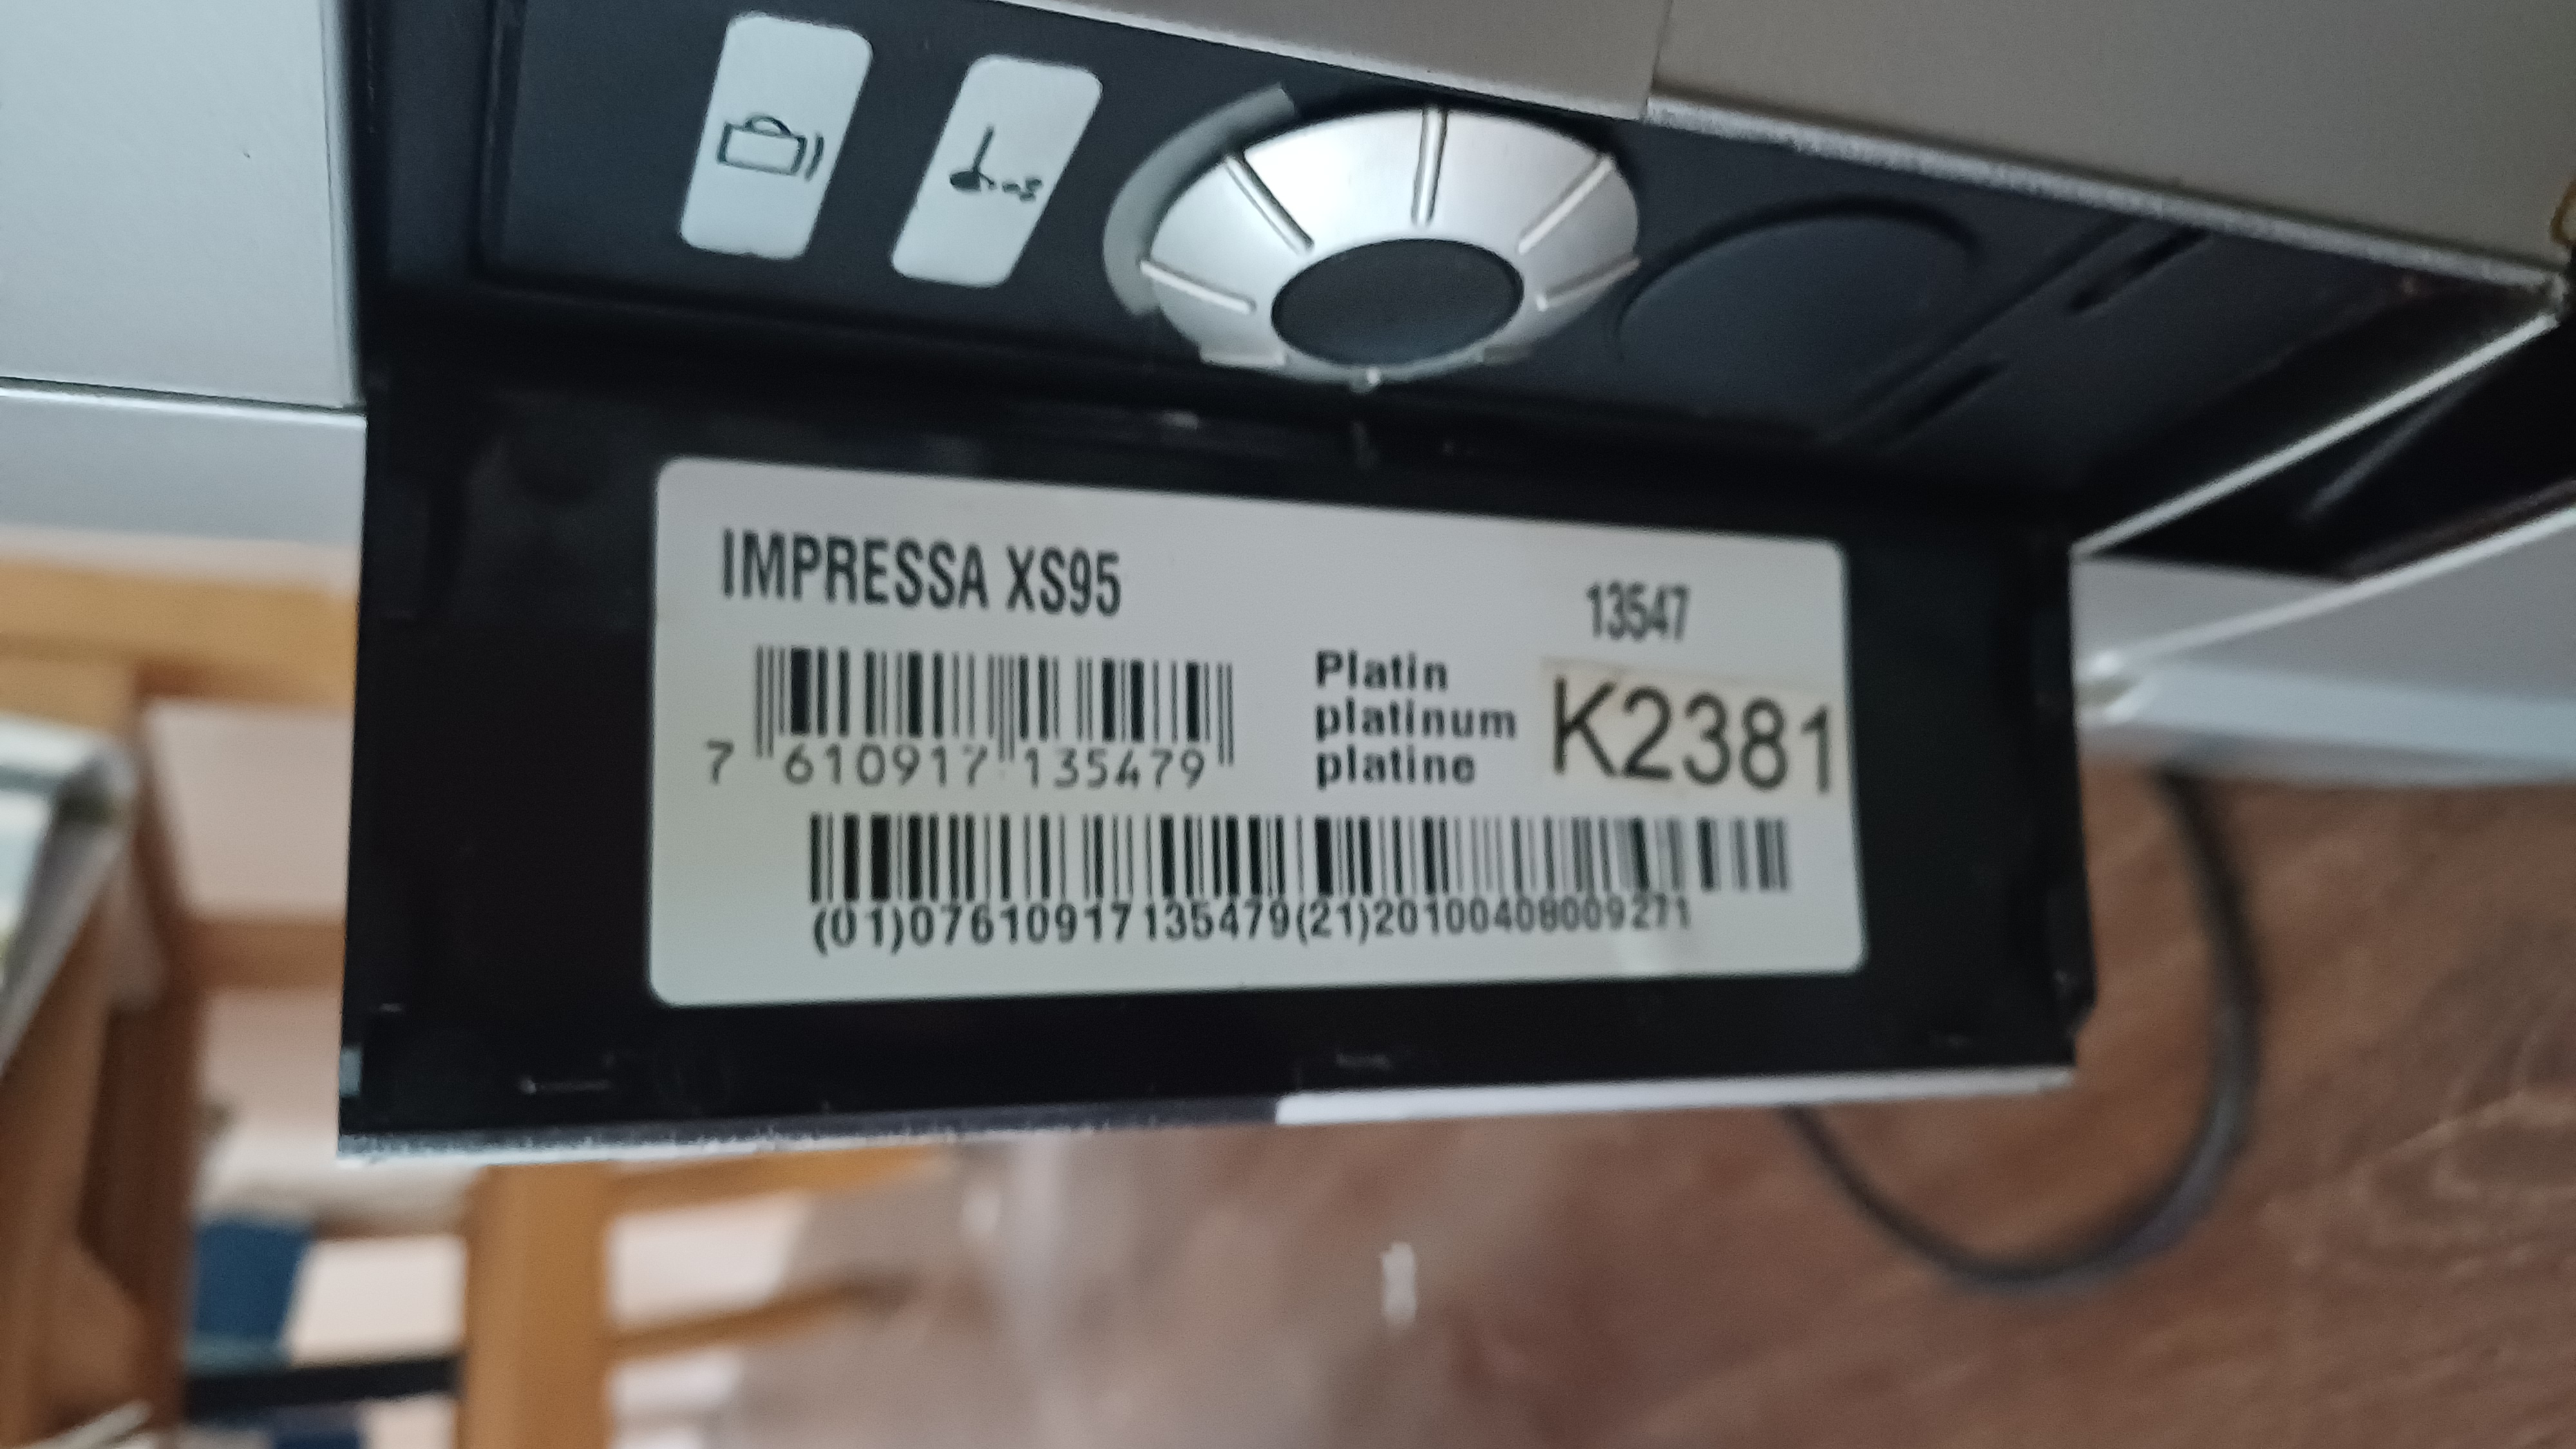 IMPRESSA XS95
13547
Platin
platinum
platine
K2381
7 610917 135479
(01)07610917135479(21)20100408009271